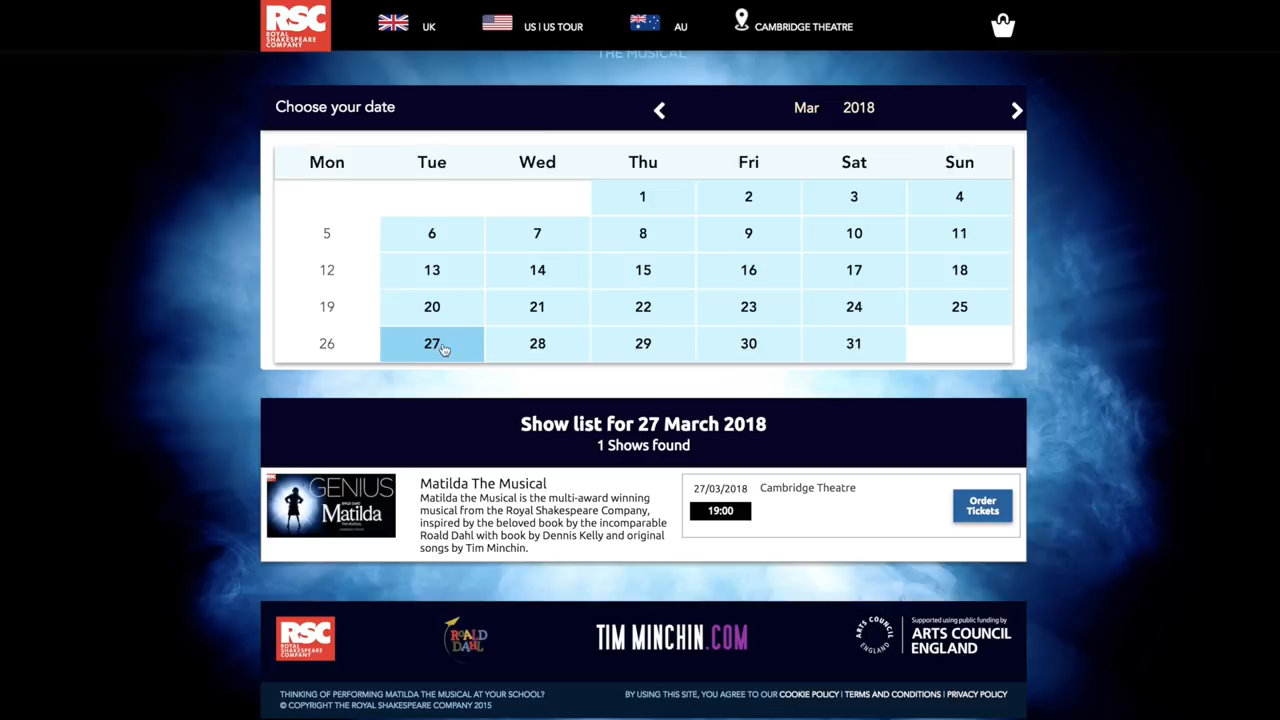 RSC
ROYAL
SHAKESPEARE
COMPANY
UK
US | US TOUR
AU
CAMBRIDGE THEATRE
THE MUSICAL
Choose your date
Mar 2018
Mon Tue Wed Thu Fri Sat Sun
1 2 3 4
5 6 7 8 9 10 11
12 13 14 15 16 17 18
19 20 21 22 23 24 25
26 27 28 29 30 31
Show list for 27 March 2018
1 Shows found
GENIUS
Matilda
Matilda The Musical
Matilda the Musical is the multi-award winning
musical from the Royal Shakespeare Company,
inspired by the beloved book by the incomparable
Roald Dahl with book by Dennis Kelly and original
songs by Tim Minchin.
27/03/2018
19:00
Cambridge Theatre
Order
Tickets
RSC
ROYAL
SHAKESPEARE
COMPANY
ROALD
DAHL
TIM MINCHIN.COM
ARTS COUNCIL
ENGLAND
Supported using public funding by
ARTS COUNCIL
ENGLAND
THINKING OF PERFORMING MATILDA THE MUSICAL AT YOUR SCHOOL?
© COPYRIGHT THE ROYAL SHAKESPEARE COMPANY 2015
BY USING THIS SITE, YOU AGREE TO OUR COOKIE POLICY | TERMS AND CONDITIONS | PRIVACY POLICY